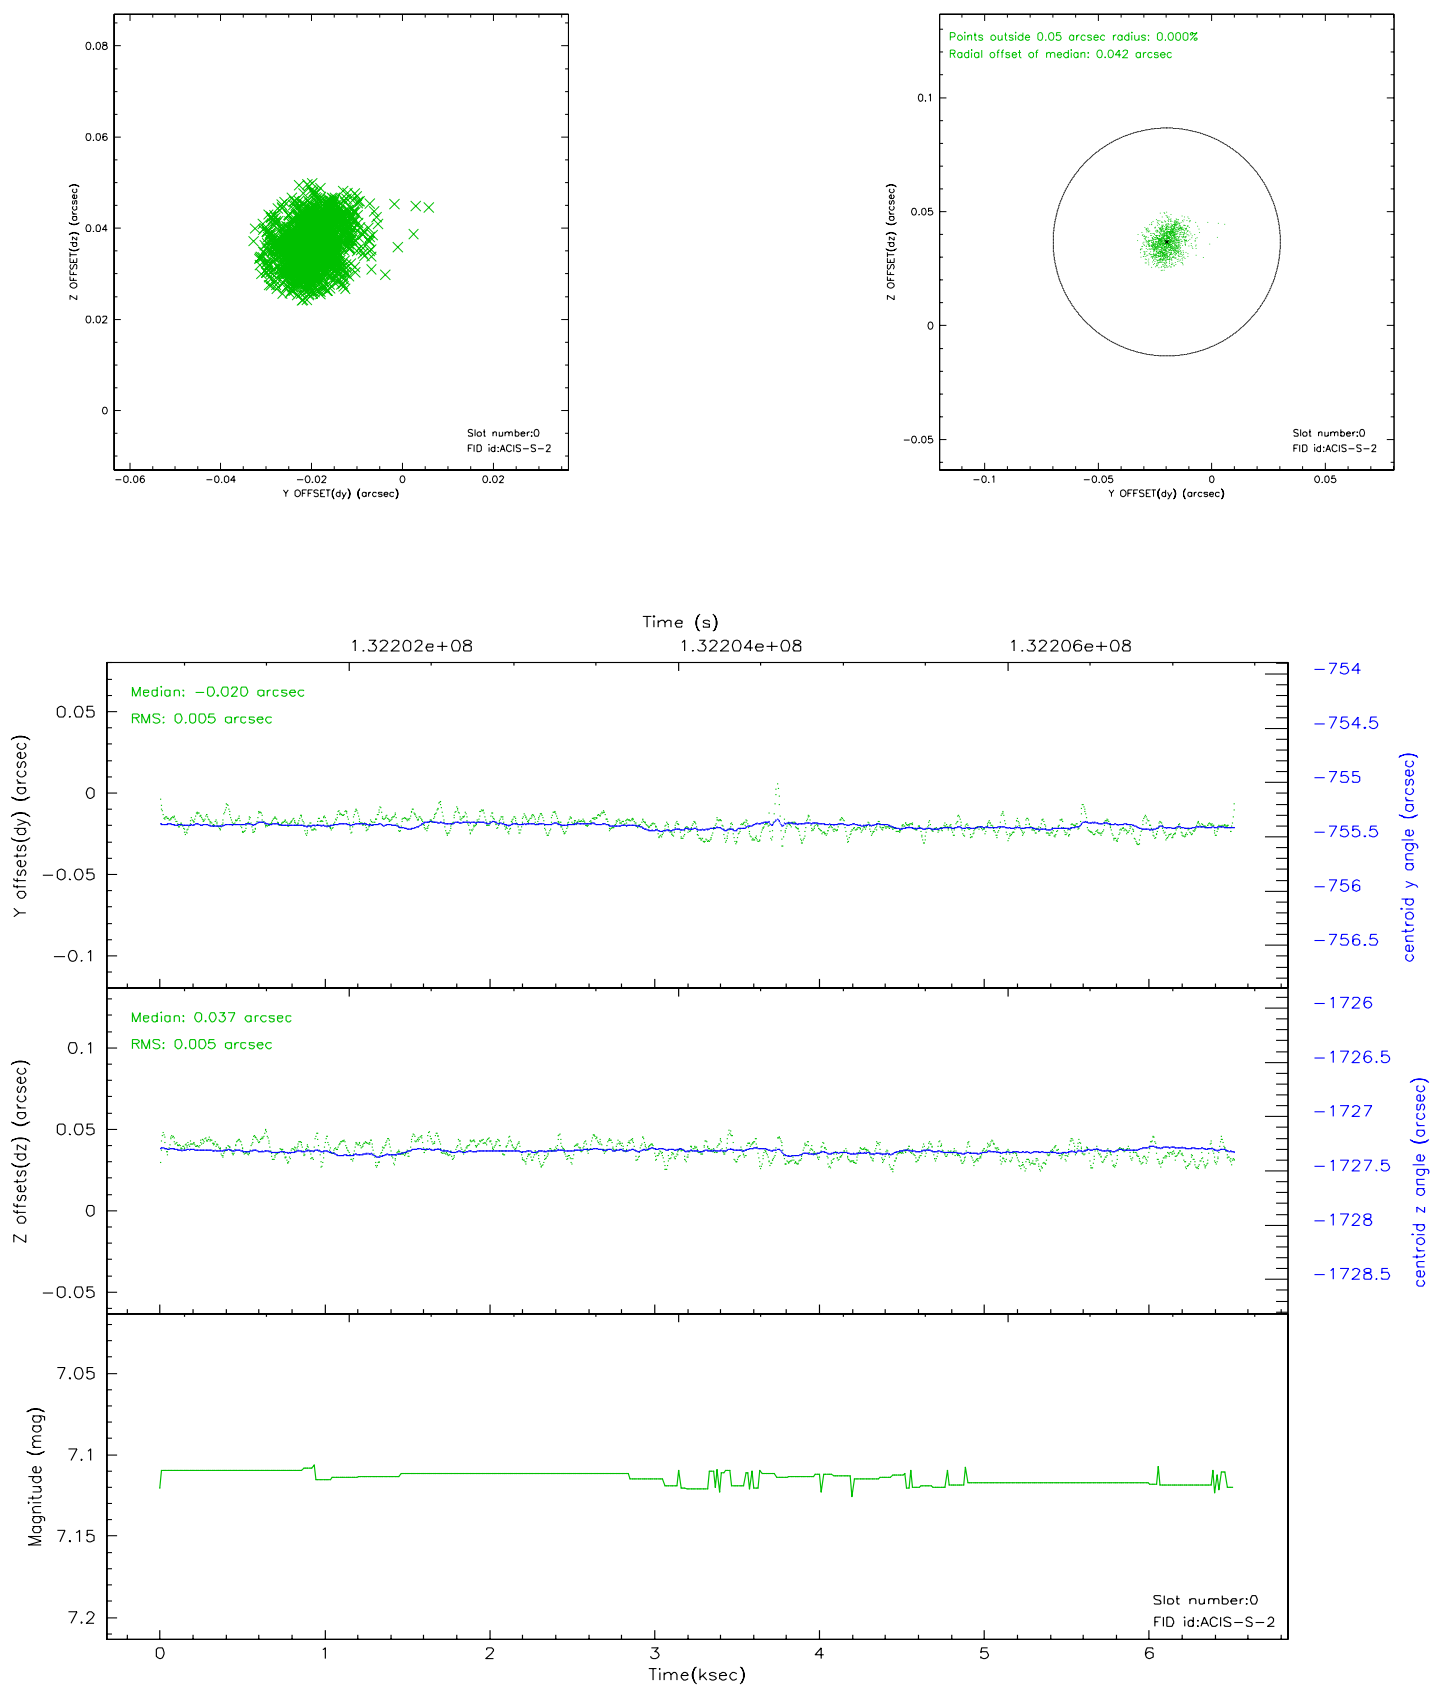 0.08
0.06
0.04
0.02
0
Z OFFSET(dz) (arcsec)
Slot number:0
FID id:ACIS-S-2
-0.06
-0.04
-0.02
0
0.02
Y OFFSET(dy) (arcsec)
Points outside 0.05 arcsec radius: 0.000%
Radial offset of median: 0.042 arcsec
0.1
0.05
0
-0.05
Z OFFSET(dz) (arcsec)
Slot number:0
FID id:ACIS-S-2
-0.1
-0.05
0
0.05
Y OFFSET(dy) (arcsec)
Time (s)
1.32202e+08
1.32204e+08
1.32206e+08
Median: -0.020 arcsec
RMS: 0.005 arcsec
0.05
0
-0.05
-0.1
Y offsets(dy) (arcsec)
-754
-754.5
-755
-755.5
-756
-756.5
centroid y angle (arcsec)
Median: 0.037 arcsec
RMS: 0.005 arcsec
0.1
0.05
0
-0.05
Z offsets(dz) (arcsec)
-1726
-1726.5
-1727
-1727.5
-1728
-1728.5
centroid z angle (arcsec)
7.05
7.1
7.15
7.2
Magnitude (mag)
Slot number:0
FID id:ACIS-S-2
0
1
2
3
4
5
6
Time(ksec)